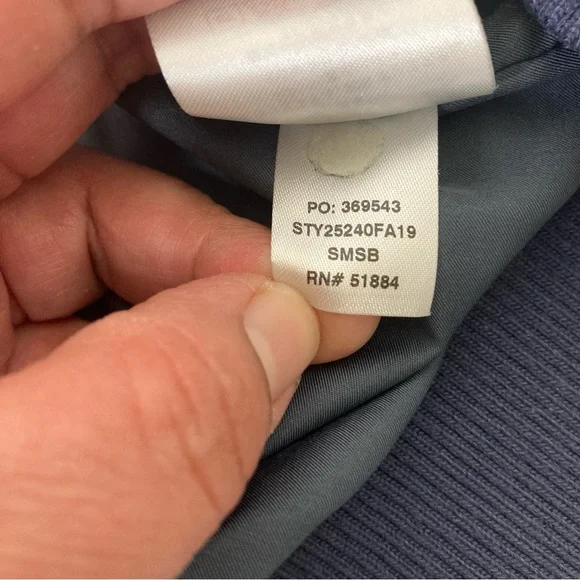 PO: 369543
STY25240FA19
SMSB
RN# 51884